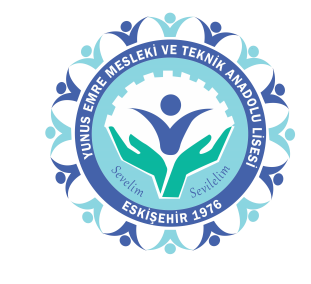 YUNUS EMRE MESLEKİ VE TEKNİK ANADOLU LİSESİ
Sevelim
Sevilelim
ESKİŞEHİR 1976